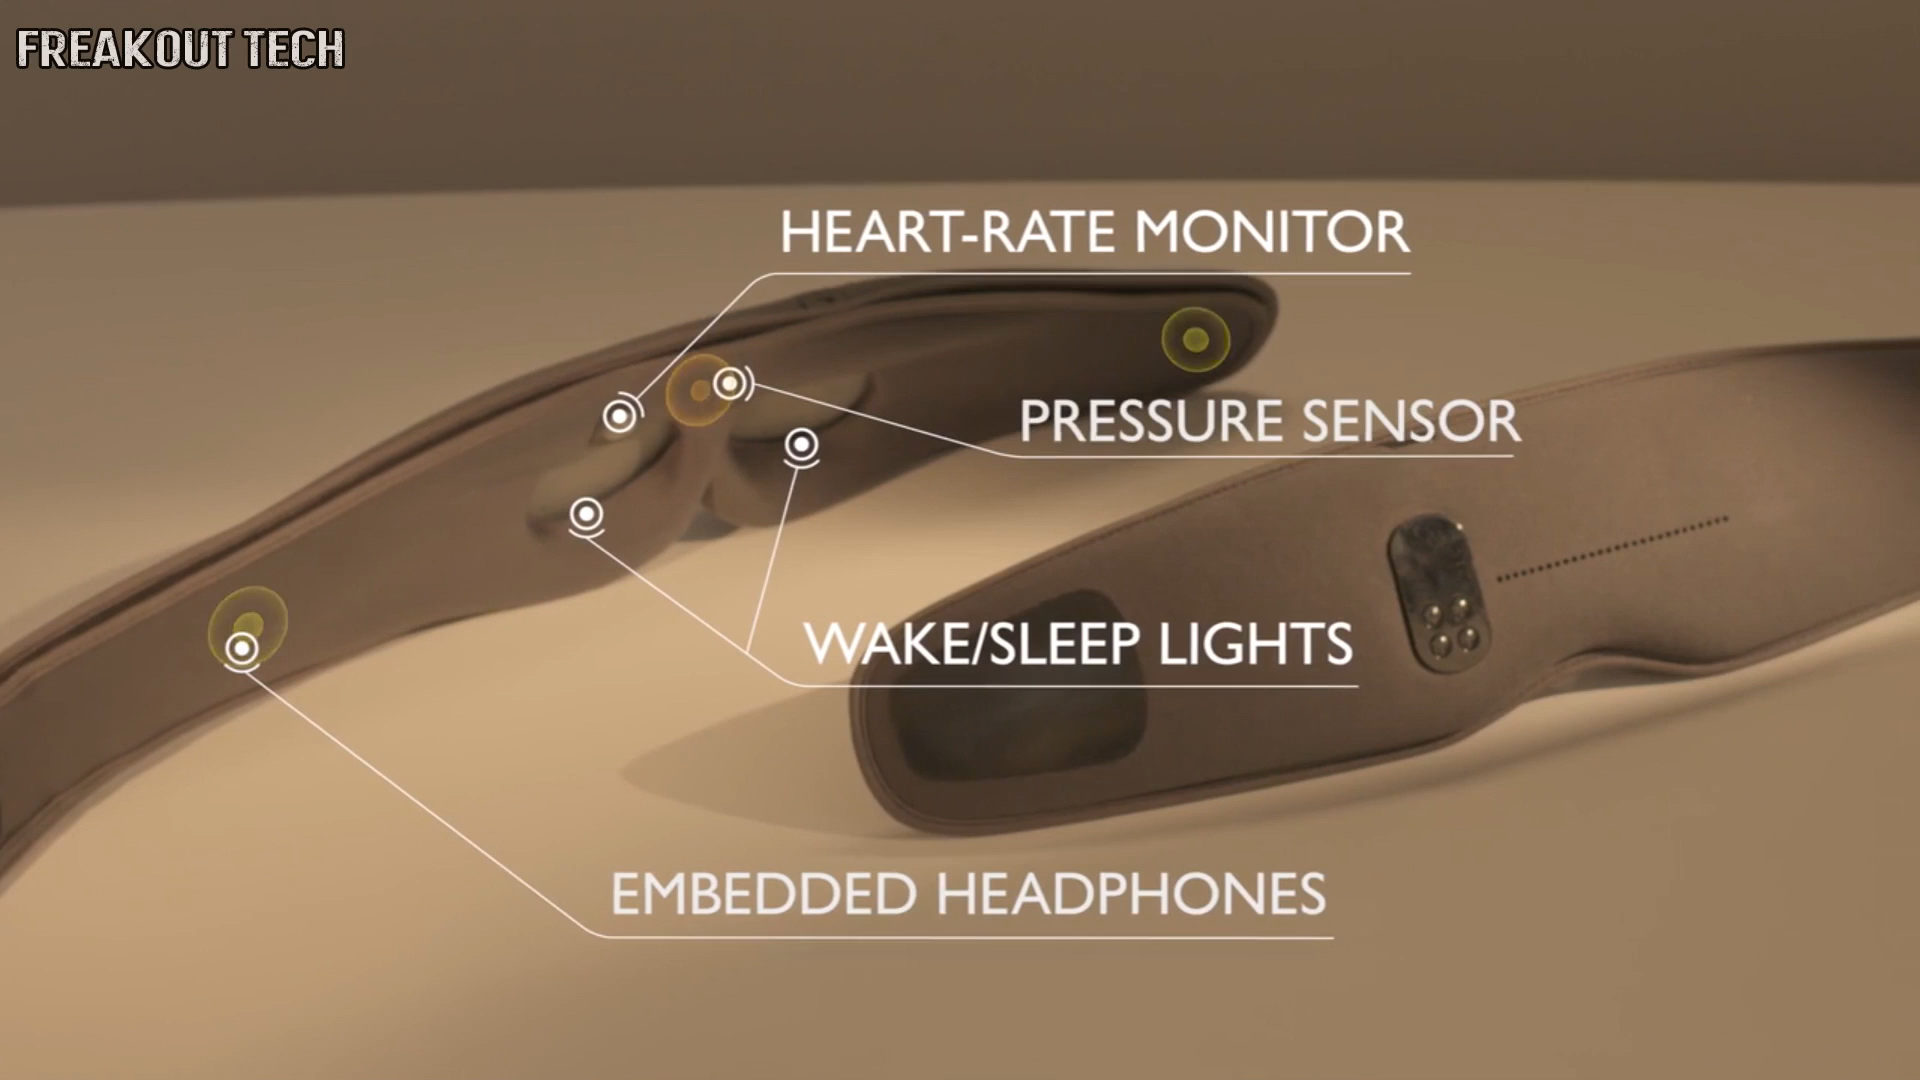 FREAKOUT TECH
HEART-RATE MONITOR
PRESSURE SENSOR
WAKE/SLEEP LIGHTS
EMBEDDED HEADPHONES